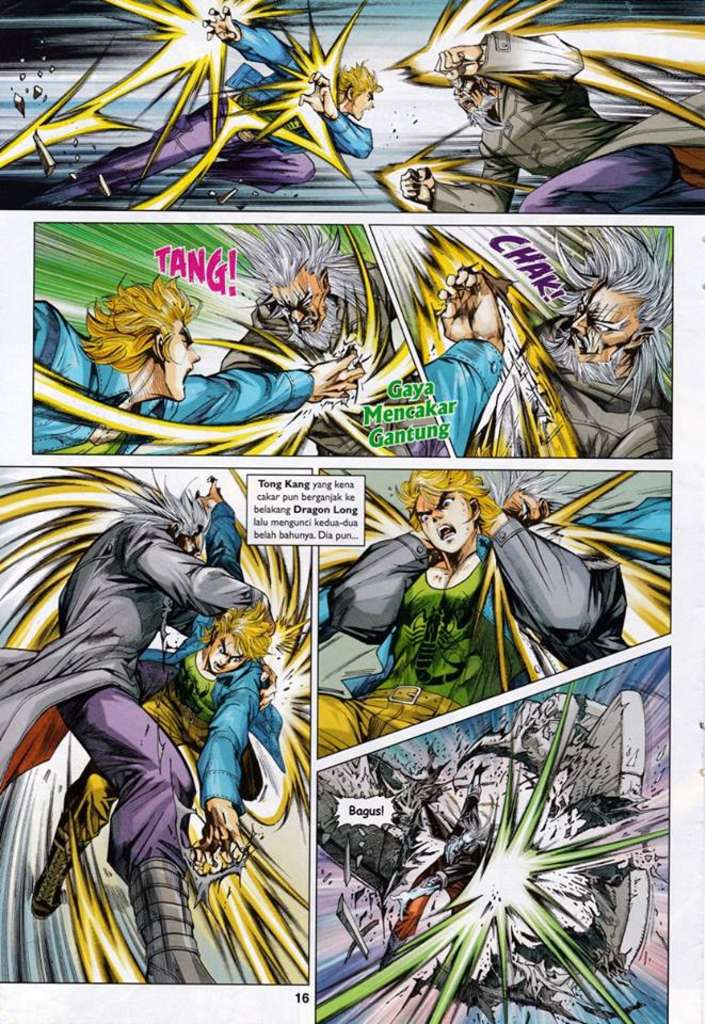 TANG!
CHAK!
Gaya
Mencakar
Gantung
Tong Kang yang kena
cakar pun berganjak ke
belakang Dragon Long
lalu mengunci kedua-dua
belah bahunya. Dia pun...
Bagus!
16